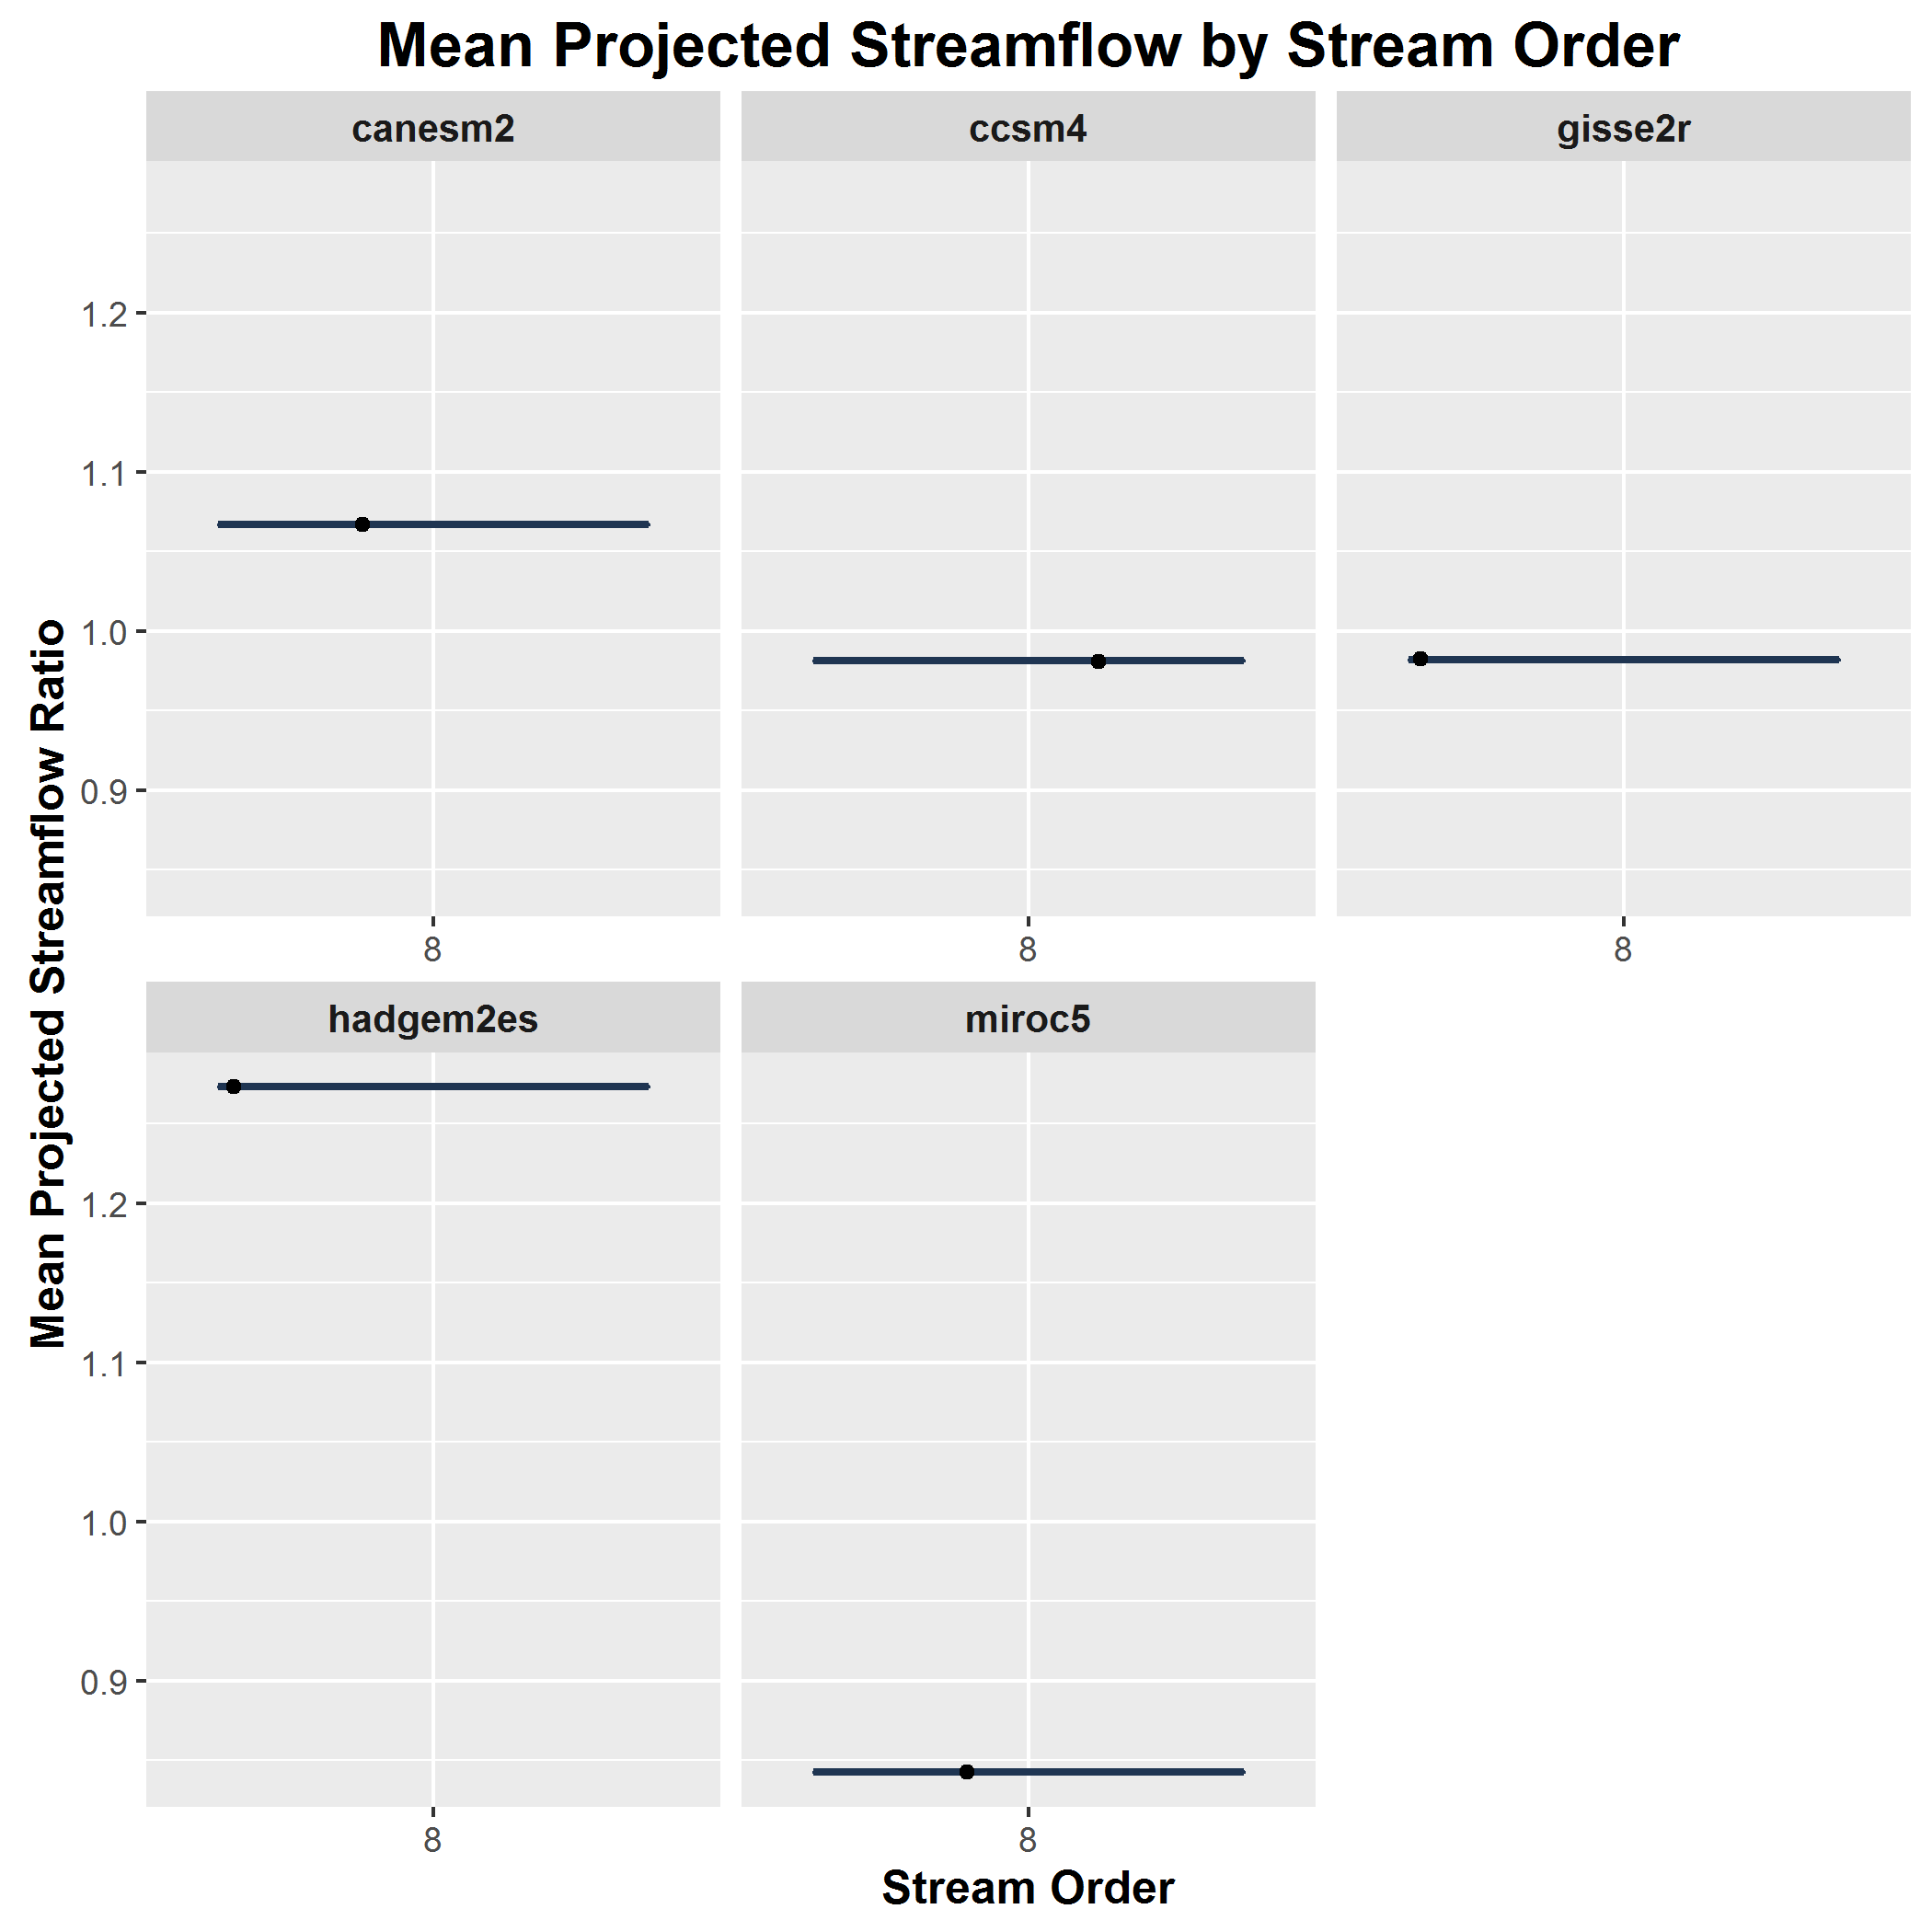 Mean Projected Streamflow by Stream Order
canesm2
ccsm4
gisse2r
1.2
1.1
1.0
0.9
8
8
8
Mean Projected Streamflow Ratio
hadgem2es
miroc5
1.2
1.1
1.0
0.9
8
8
Stream Order